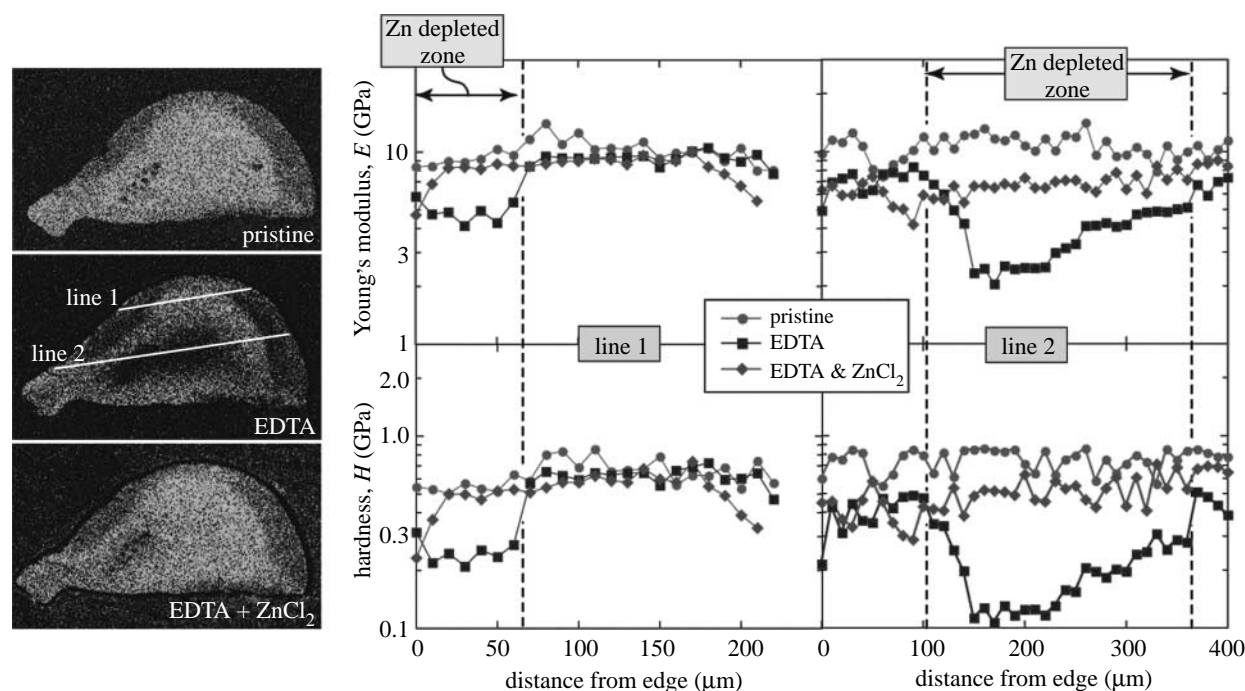 pristine
line 1
line 2
EDTA
EDTA + ZnCl₂
Zn depleted
zone
Zn depleted
zone
Young's modulus, E (GPa)
10
3
1
line 1
pristine
EDTA
EDTA & ZnCl₂
line 2
hardness, H (GPa)
2.0
1.0
0.3
0.1
0 50 100 150 200
distance from edge (μm)
0 100 200 300 400
distance from edge (μm)